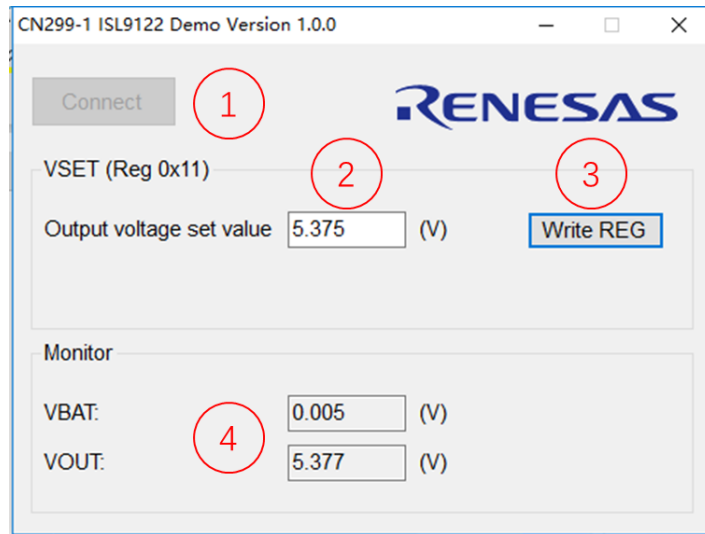 CN299-1 ISL9122 Demo Version 1.0.0
Connect
1
RENESAS
VSET (Reg 0x11)
2
3
Output voltage set value 5.375 (V) Write REG
Monitor
VBAT: 0.005 (V)
4
VOUT: 5.377 (V)